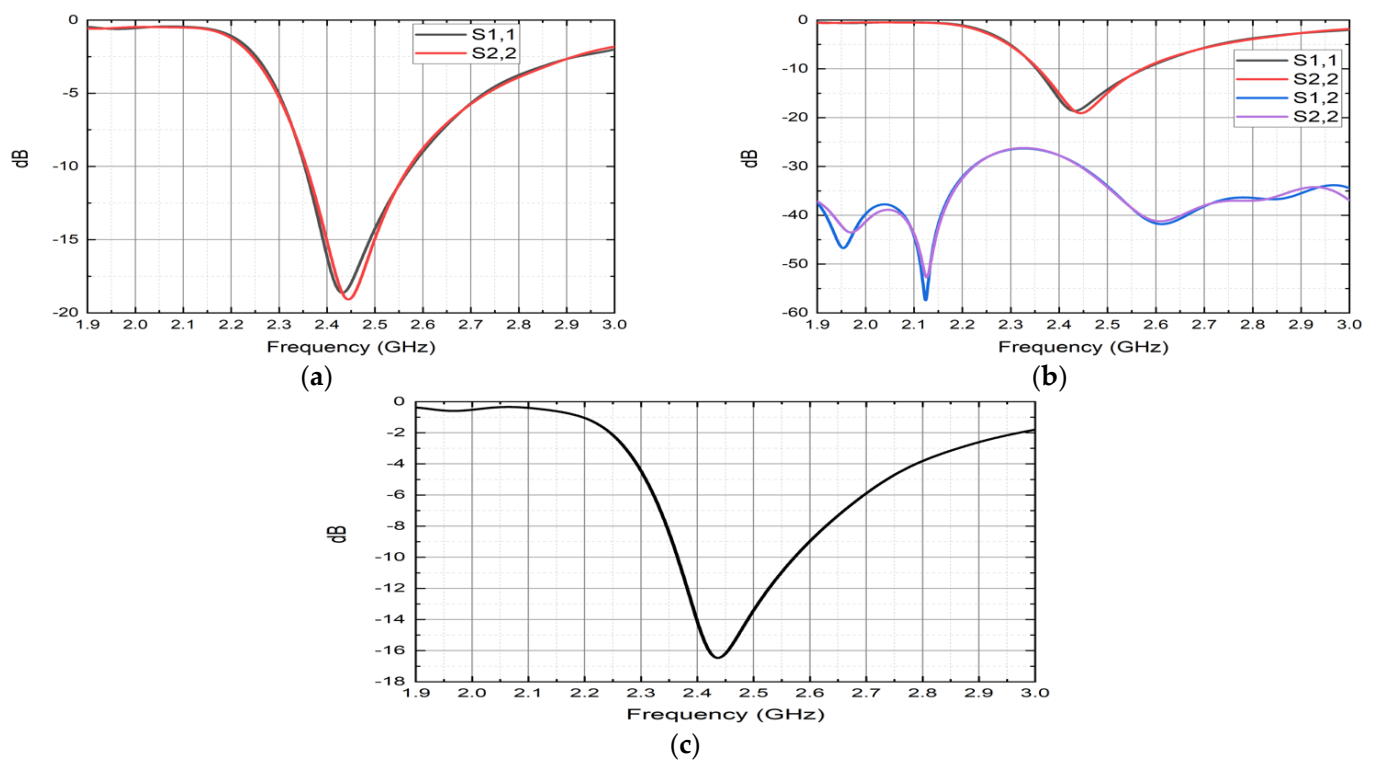 S1,1
S2,2
0
-5
-10
-15
-20
dB
1.9 2.0 2.1 2.2 2.3 2.4 2.5 2.6 2.7 2.8 2.9 3.0
Frequency (GHz)
(a)
S1,1
S2,2
S1,2
S2,2
0
-10
-20
-30
-40
-50
-60
dB
1.9 2.0 2.1 2.2 2.3 2.4 2.5 2.6 2.7 2.8 2.9 3.0
Frequency (GHz)
(b)
0
-2
-4
-6
-8
-10
-12
-14
-16
-18
dB
1.9 2.0 2.1 2.2 2.3 2.4 2.5 2.6 2.7 2.8 2.9 3.0
Frequency (GHz)
(c)